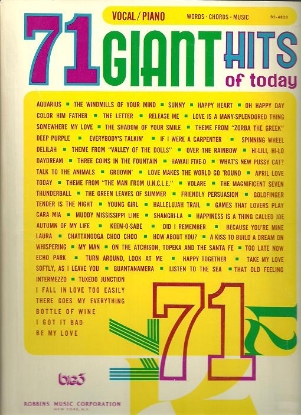 VOCAL/PIANO WORDS·CHORDS·MUSIC
71 GIANT HITS
of today
AQUARIUS • THE WINDMILLS OF YOUR MIND • SUNNY • HAPPY HEART • OH HAPPY DAY
COLOR HIM FATHER • THE LETTER • RELEASE ME • LOVE IS A MANY-SPLENDORED THING
SOMEWHERE MY LOVE • THE SHADOW OF YOUR SMILE • THEME FROM "ZORBA THE GREEK"
DEEP PURPLE • EVERYBODY'S TALKIN' • IF I WERE A CARPENTER • SPINNING WHEEL
DELILAH • THEME FROM "VALLEY OF THE DOLLS" • OVER THE RAINBOW • HI-LILI, HI-LO
DAYDREAM • THREE COINS IN THE FOUNTAIN • HAWAII FIVE-O • WHAT'S NEW PUSSY CAT?
TALK TO THE ANIMALS • GROOVIN' • LOVE MAKES THE WORLD GO 'ROUND • APRIL LOVE
TODAY • THEME FROM "THE MAN FROM U.N.C.L.E." • VOLARE • THE MAGNIFICENT SEVEN
THUNDERBALL • THE GREEN LEAVES OF SUMMER • FRIENDLY PERSUASION • GOLDFINGER
TENDER IS THE NIGHT • YOUNG GIRL • HALLELUJAH TRAIL • GAMES THAT LOVERS PLAY
CARA MIA • MUDDY MISSISSIPPI LINE • SHANGRI-LA • HAPPINESS IS A THING CALLED JOE
AUTUMN OF MY LIFE • KEEM-O-SABE • DID I REMEMBER • BECAUSE YOU'RE MINE
LAURA • CHATTANOOGA CHOO CHOO • HOW ABOUT YOU? • A KISS TO BUILD A DREAM ON
WHISPERING • MY MAN • ON THE ATCHISON, TOPEKA AND THE SANTA FE • TOO LATE NOW
ECHO PARK • TURN AROUND, LOOK AT ME • HAPPY TOGETHER • TAKE MY LOVE
SOFTLY, AS I LEAVE YOU • GUANTANAMERA • LISTEN TO THE SEA • THAT OLD FEELING
INTERMEZZO • TUXEDO JUNCTION
I FALL IN LOVE TOO EASILY
THERE GOES MY EVERYTHING
BOTTLE OF WINE
I GOT IT BAD
BE MY LOVE
71
big3
ROBBINS MUSIC CORPORATION